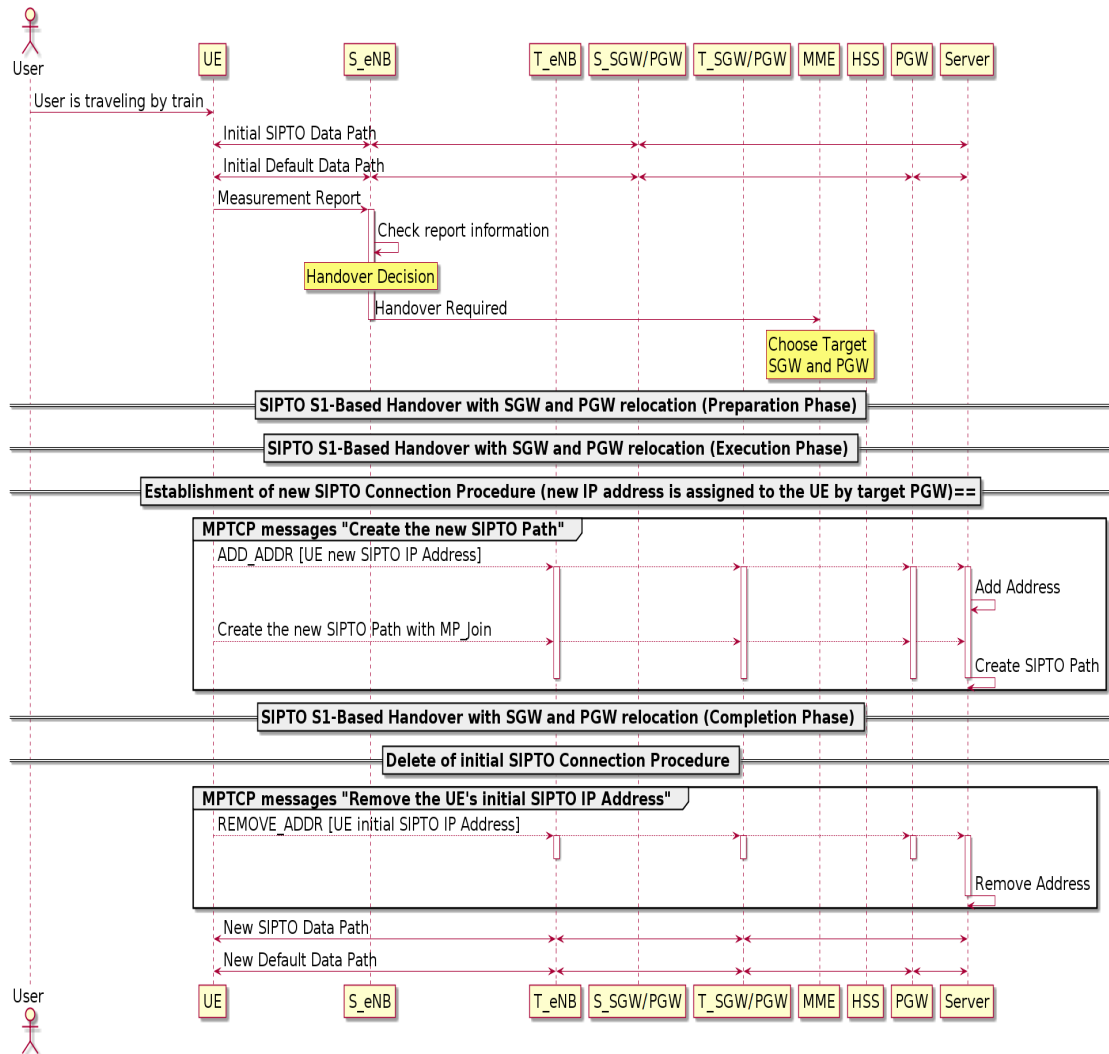 User
UE
S_eNB
T_eNB
S_SGW/PGW
T_SGW/PGW
MME
HSS
PGW
Server
User is traveling by train
Initial SIPTO Data Path
Initial Default Data Path
Measurement Report
Check report information
Handover Decision
Handover Required
Choose Target
SGW and PGW
SIPTO S1-Based Handover with SGW and PGW relocation (Preparation Phase)
SIPTO S1-Based Handover with SGW and PGW relocation (Execution Phase)
Establishment of new SIPTO Connection Procedure (new IP address is assigned to the UE by target PGW)==
MPTCP messages "Create the new SIPTO Path"
ADD_ADDR [UE new SIPTO IP Address]
Add Address
Create the new SIPTO Path with MP_Join
Create SIPTO Path
SIPTO S1-Based Handover with SGW and PGW relocation (Completion Phase)
Delete of initial SIPTO Connection Procedure
MPTCP messages "Remove the UE's initial SIPTO IP Address"
REMOVE_ADDR [UE initial SIPTO IP Address]
Remove Address
New SIPTO Data Path
New Default Data Path
User
UE
S_eNB
T_eNB
S_SGW/PGW
T_SGW/PGW
MME
HSS
PGW
Server